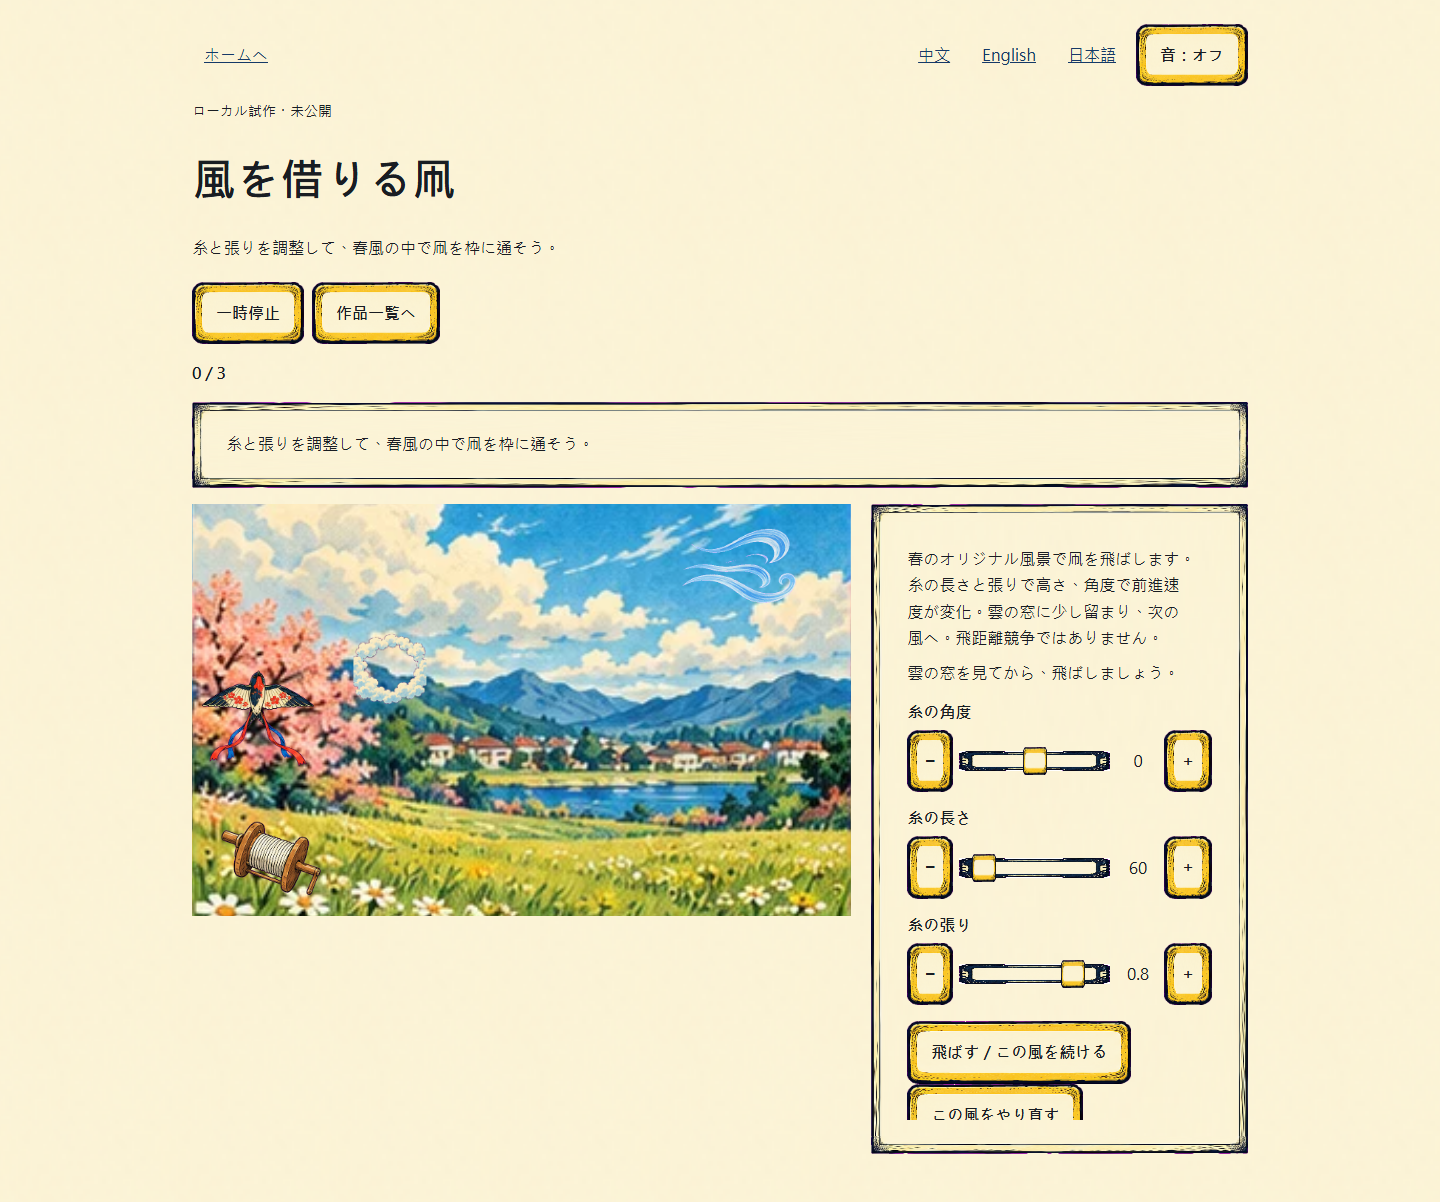 ホームへ
中文 English 日本語 音：オフ
ローカル試作・未公開
風を借りる凧
糸と張りを調整して、春風の中で凧を枠に通そう。
一時停止 作品一覧へ
0 / 3
糸と張りを調整して、春風の中で凧を枠に通そう。
春のオリジナル風景で凧を飛ばします。
糸の長さと張りで高さ、角度で前進速
度が変化。雲の窓に少し留まり、次の
風へ。飛距離競争ではありません。
雲の窓を見てから、飛ばしましょう。
糸の角度
− 0 +
糸の長さ
− 60 +
糸の張り
− 0.8 +
飛ばす / この風を続ける
この風をやり直す